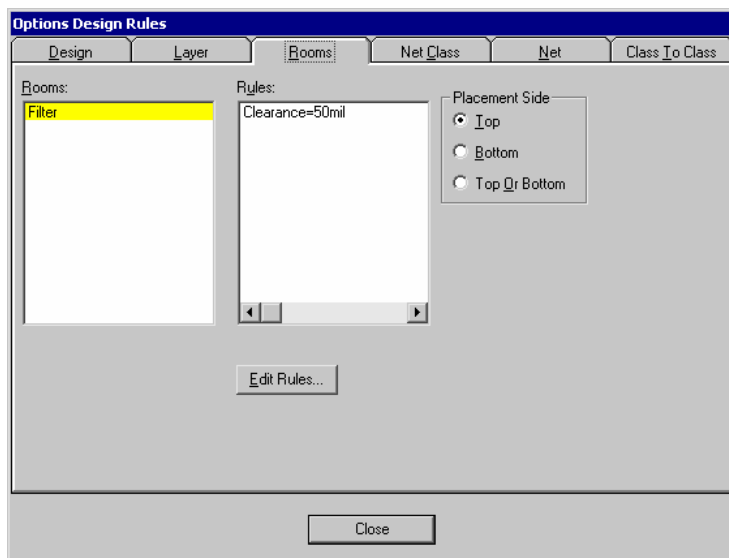 Options Design Rules
Design Layer Rooms Net Class Net Class To Class
Rooms: Rules:
Filter
Clearance=50mil
Placement Side
Top
Bottom
Top Or Bottom
Edit Rules...
Close